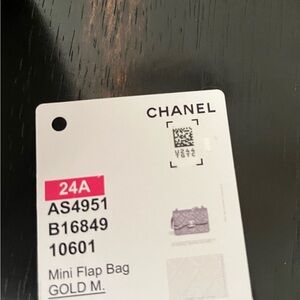 CHANEL
24A
AS4951
B16849
10601
Mini Flap Bag
GOLD M.